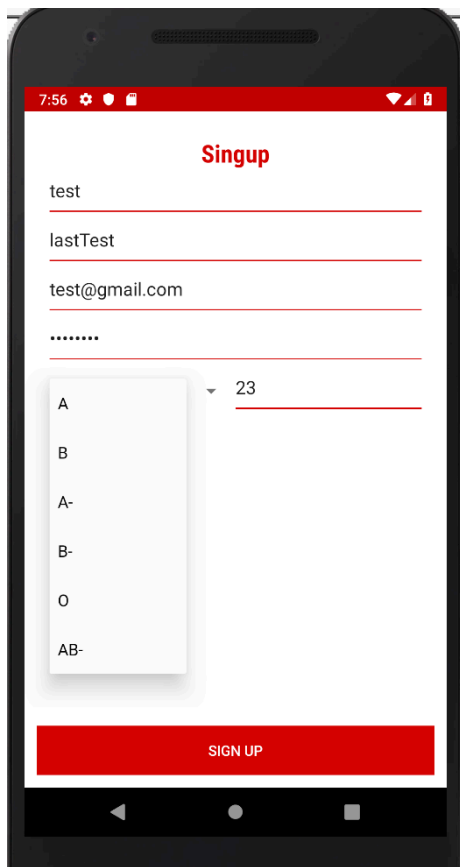 7:56
Singup
test
lastTest
test@gmail.com
••••••••
23
A
B
A-
B-
O
AB-
SIGN UP